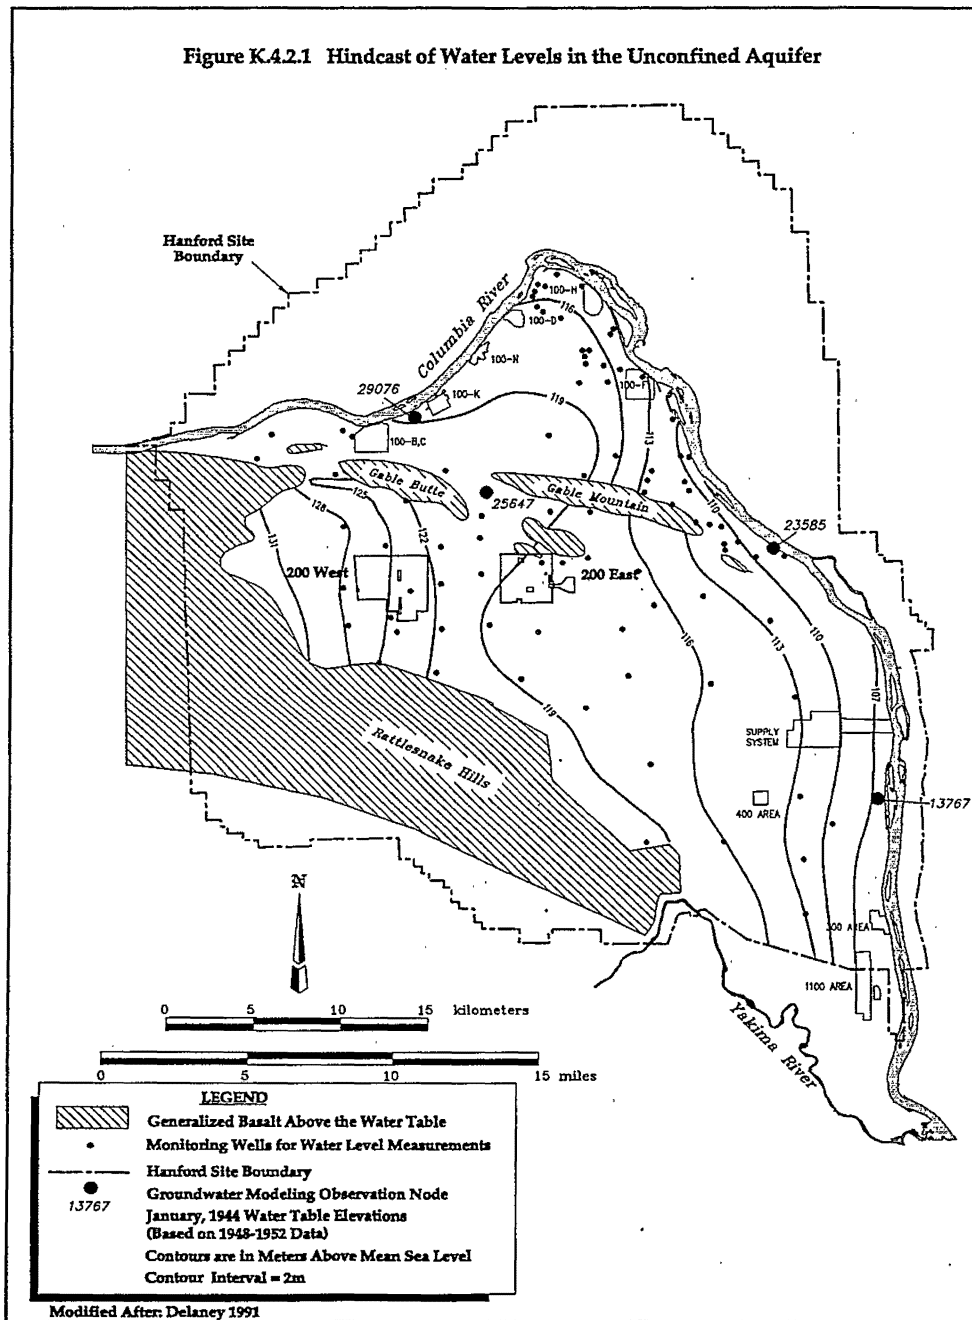 Figure K.4.2.1 Hindcast of Water Levels in the Unconfined Aquifer
Hanford Site
Boundary
Columbia River
100-H
116
100-D
100-N
100-K
29076
119
100-F
113
100-B,C
Gable Butte
Gable Mountain
25647
110
23585
125
128
122
131
200 West
200 East
116
113
110
119
107
Rattlesnake Hills
SUPPLY
SYSTEM
400 AREA
13767
300 AREA
1100 AREA
Yakima River
N
0 5 10 15 kilometers
0 5 10 15 miles
LEGEND
Generalized Basalt Above the Water Table
Monitoring Wells for Water Level Measurements
Hanford Site Boundary
13767
Groundwater Modeling Observation Node
January, 1944 Water Table Elevations
(Based on 1948-1952 Data)
Contours are in Meters Above Mean Sea Level
Contour Interval = 2m
Modified After: Delaney 1991